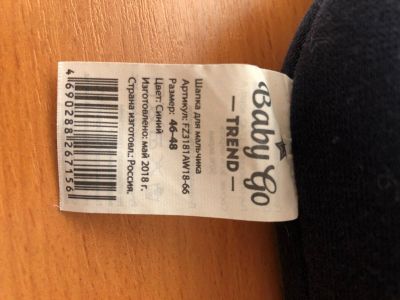 Baby Go
TREND
Шапка для мальчика
Артикул: FZ3181AW18-66
Размер: 46-48
Цвет: Синий
Изготовлено: май 2018 г.
Страна изготовл.: Россия.
4690288267156